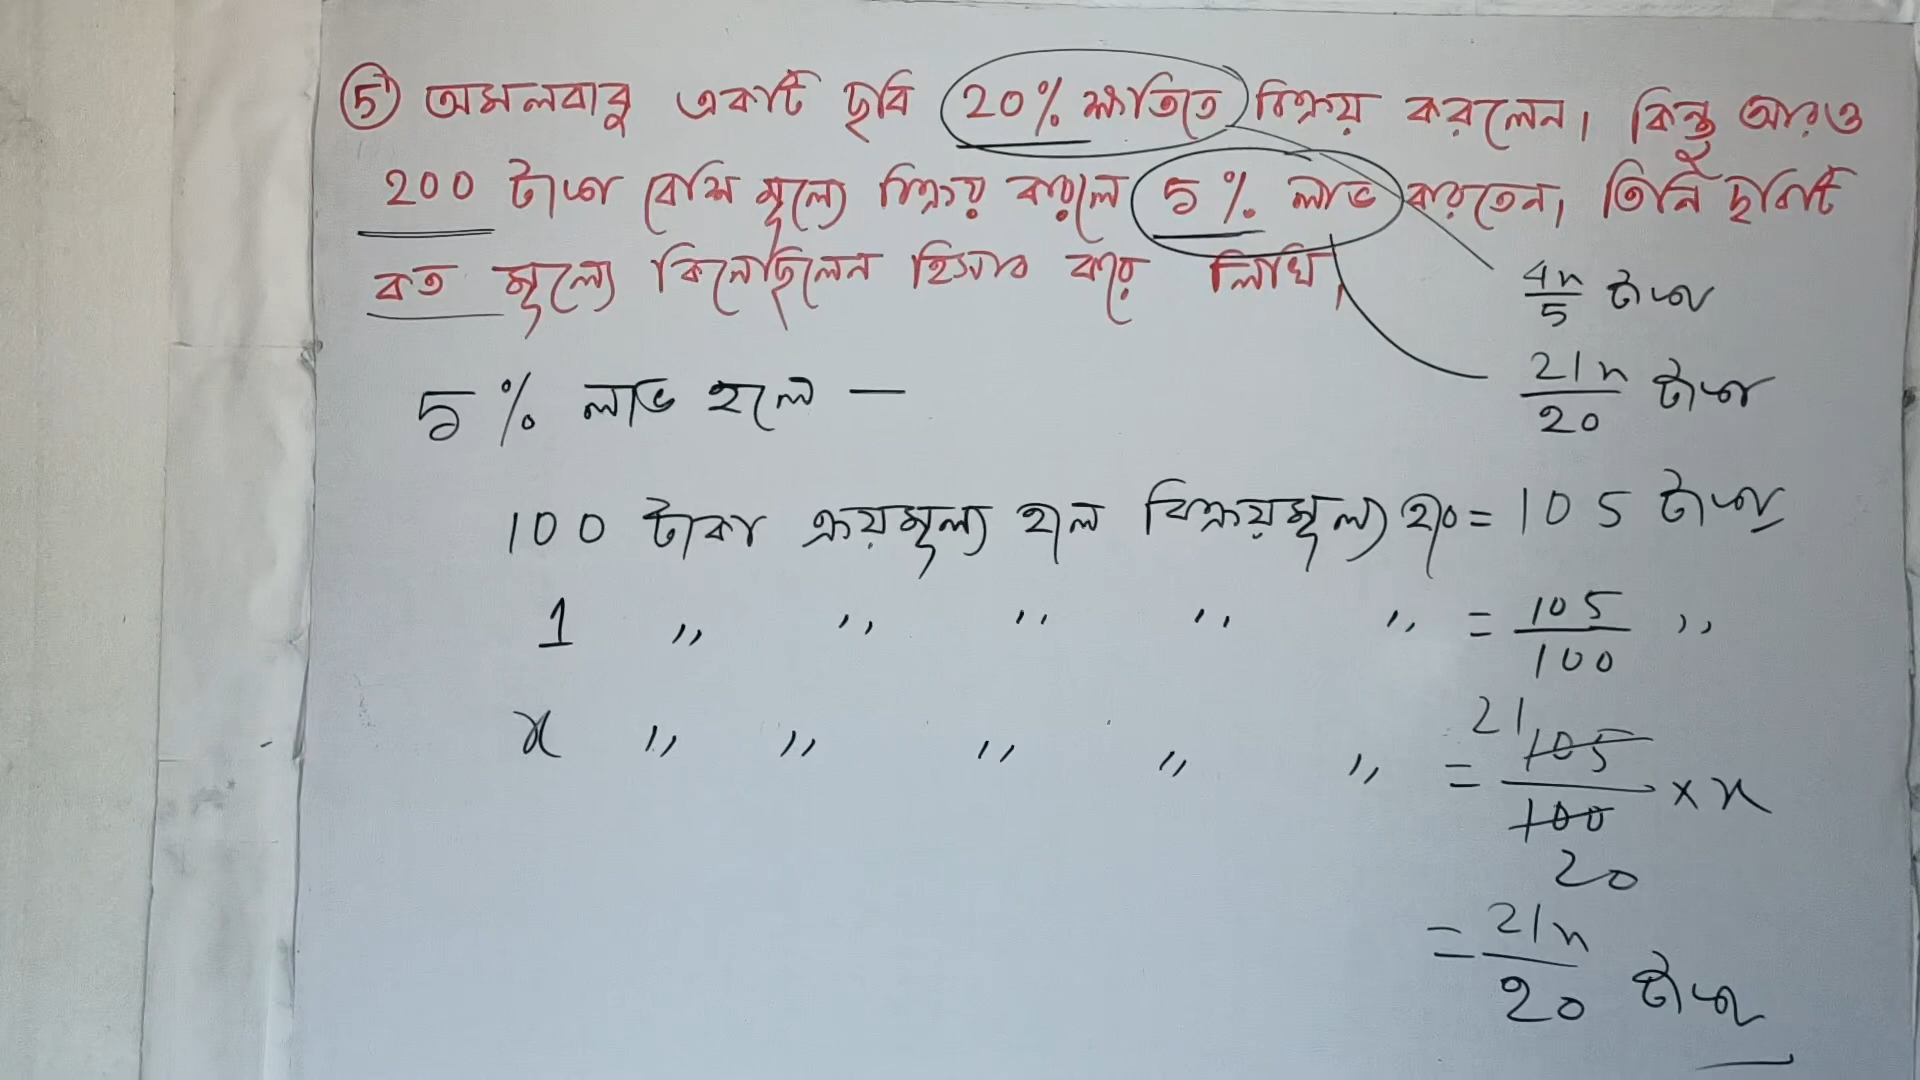 ⑤ অমলবাবু একটি ছবি 20% ক্ষতিতে বিক্রয় করলেন। কিন্তু আরও
200 টাকা বেশি মূল্যে বিক্রয় করলে 5% লাভ করতেন। তিনি ছবিটি
কত মূল্যে কিনেছিলেন হিসাব করে লিখি।
4x/5 টাকা
21x/20 টাকা
5% লাভ হলে —
100 টাকা ক্রয়মূল্য হলে বিক্রয়মূল্য হয় = 105 টাকা
1 ,, ,, ,, ,, ,, = 105/100 ,,
x ,, ,, ,, ,, ,, = 21 105/100 20 × x
= 21x/20 টাকা